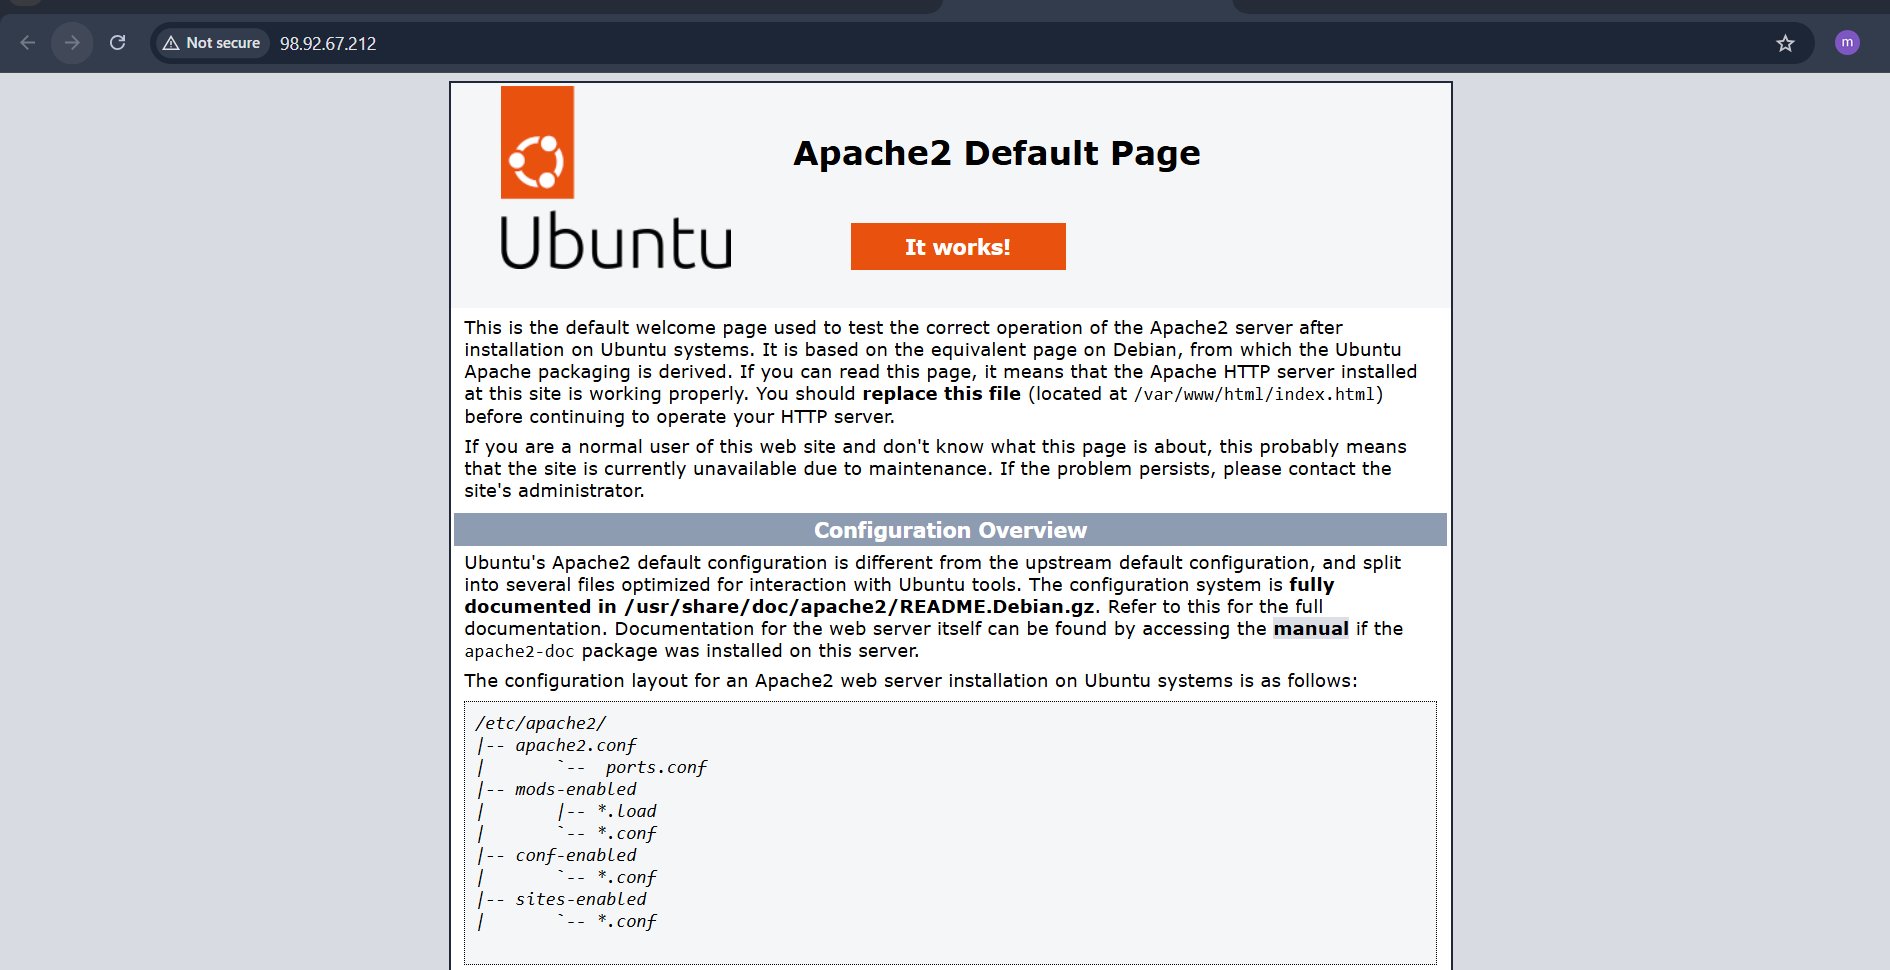 Not secure 98.92.67.212
m
Apache2 Default Page
Ubuntu
It works!
This is the default welcome page used to test the correct operation of the Apache2 server after
installation on Ubuntu systems. It is based on the equivalent page on Debian, from which the Ubuntu
Apache packaging is derived. If you can read this page, it means that the Apache HTTP server installed
at this site is working properly. You should replace this file (located at /var/www/html/index.html)
before continuing to operate your HTTP server.
If you are a normal user of this web site and don't know what this page is about, this probably means
that the site is currently unavailable due to maintenance. If the problem persists, please contact the
site's administrator.
Configuration Overview
Ubuntu's Apache2 default configuration is different from the upstream default configuration, and split
into several files optimized for interaction with Ubuntu tools. The configuration system is fully
documented in /usr/share/doc/apache2/README.Debian.gz. Refer to this for the full
documentation. Documentation for the web server itself can be found by accessing the manual if the
apache2-doc package was installed on this server.
The configuration layout for an Apache2 web server installation on Ubuntu systems is as follows:
/etc/apache2/
|-- apache2.conf
|       `--  ports.conf
|-- mods-enabled
|       |-- *.load
|       `-- *.conf
|-- conf-enabled
|       `-- *.conf
|-- sites-enabled
|       `-- *.conf